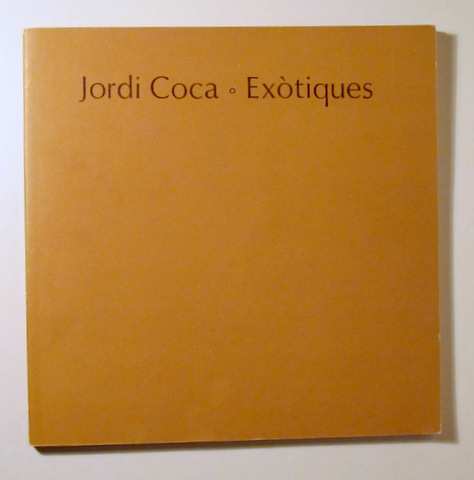 Jordi Coca ∘ Exòtiques